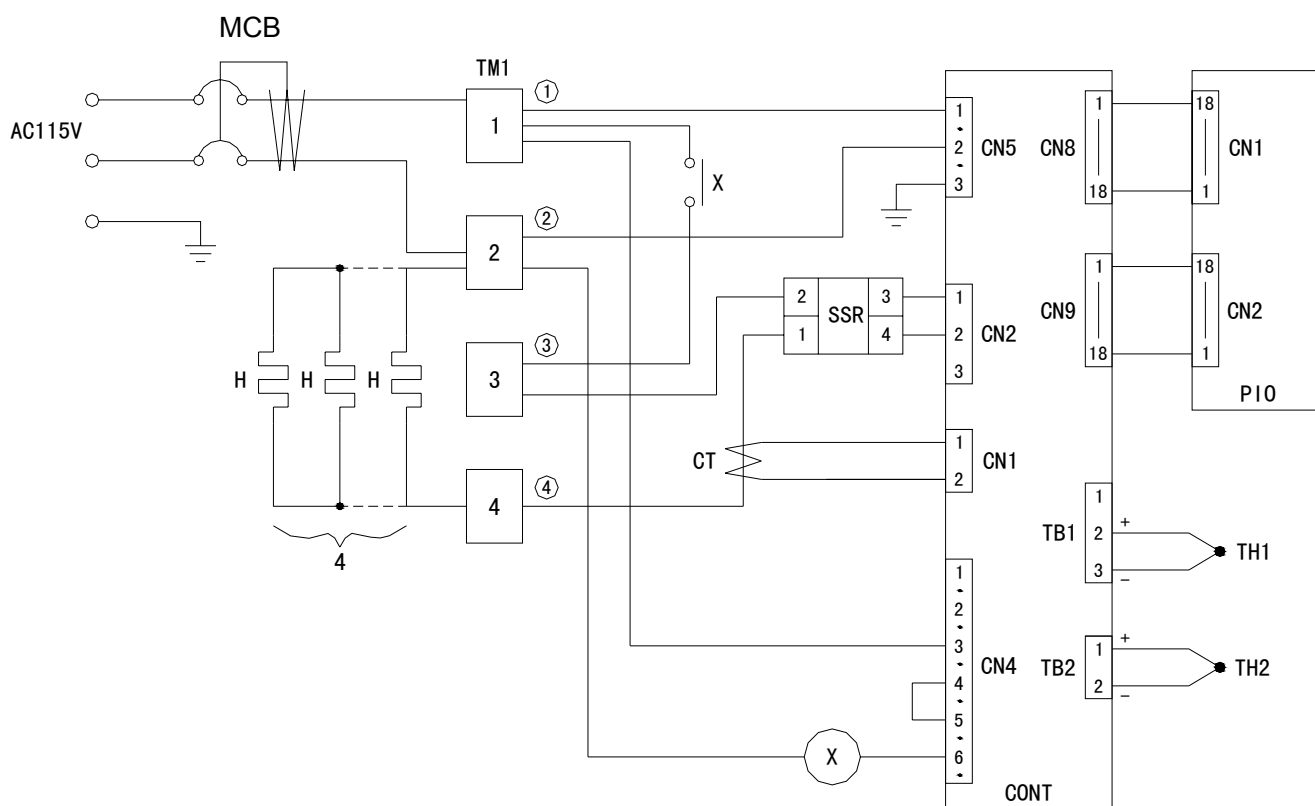 MCB
AC115V
TM1
1
①
2
②
3
③
4
④
H H H
4
X
2 3
SSR
1 4
CT
1
2
3
CN5
1
2
3
CN2
1
2
CN1
1
2
3
4
5
6
CN4
X
CONT
CN8
1
18
18
1
CN1
CN9
1
18
18
1
CN2
PIO
TB1
1
2
3
+
−
TH1
TB2
1
2
+
−
TH2